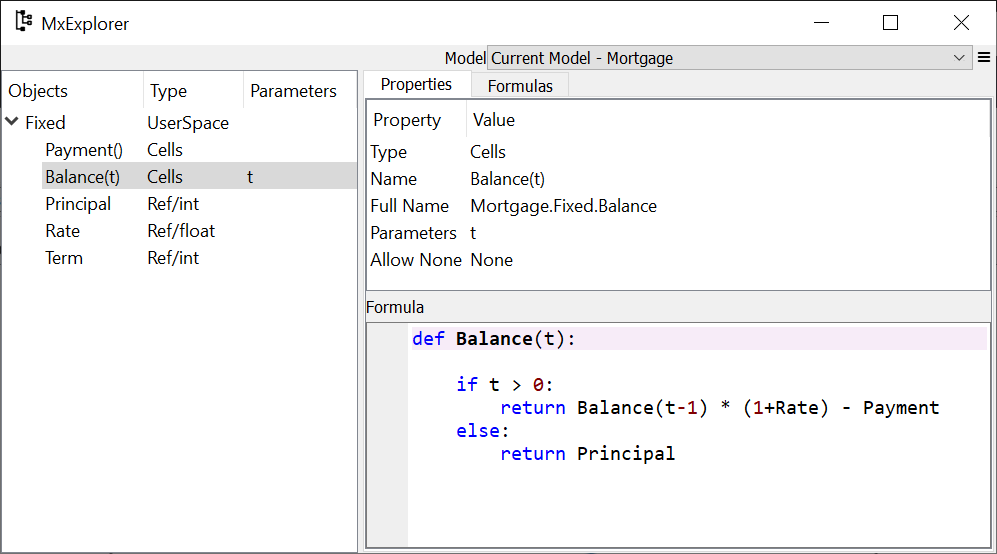 MxExplorer
Model Current Model - Mortgage
Objects Type Parameters
Fixed UserSpace
Payment() Cells
Balance(t) Cells t
Principal Ref/int
Rate Ref/float
Term Ref/int
Properties Formulas
Property Value
Type Cells
Name Balance(t)
Full Name Mortgage.Fixed.Balance
Parameters t
Allow None None
Formula
def Balance(t):
if t > 0:
return Balance(t-1) * (1+Rate) - Payment
else:
return Principal